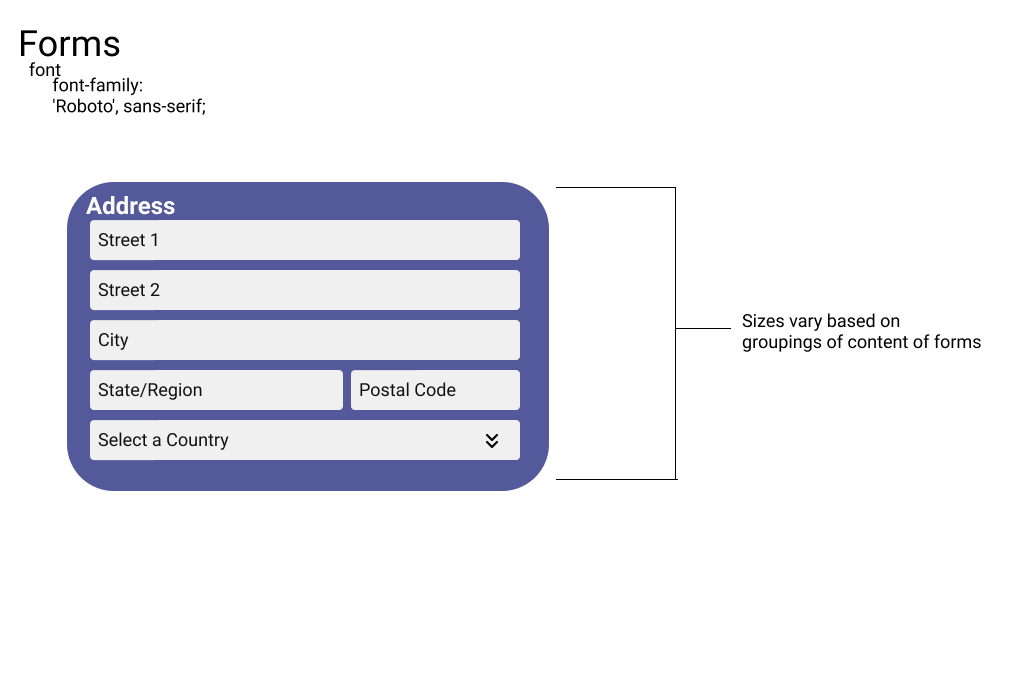 Forms
font
font-family:
'Roboto', sans-serif;
Address
Street 1
Street 2
City
State/Region
Postal Code
Select a Country
Sizes vary based on
groupings of content of forms